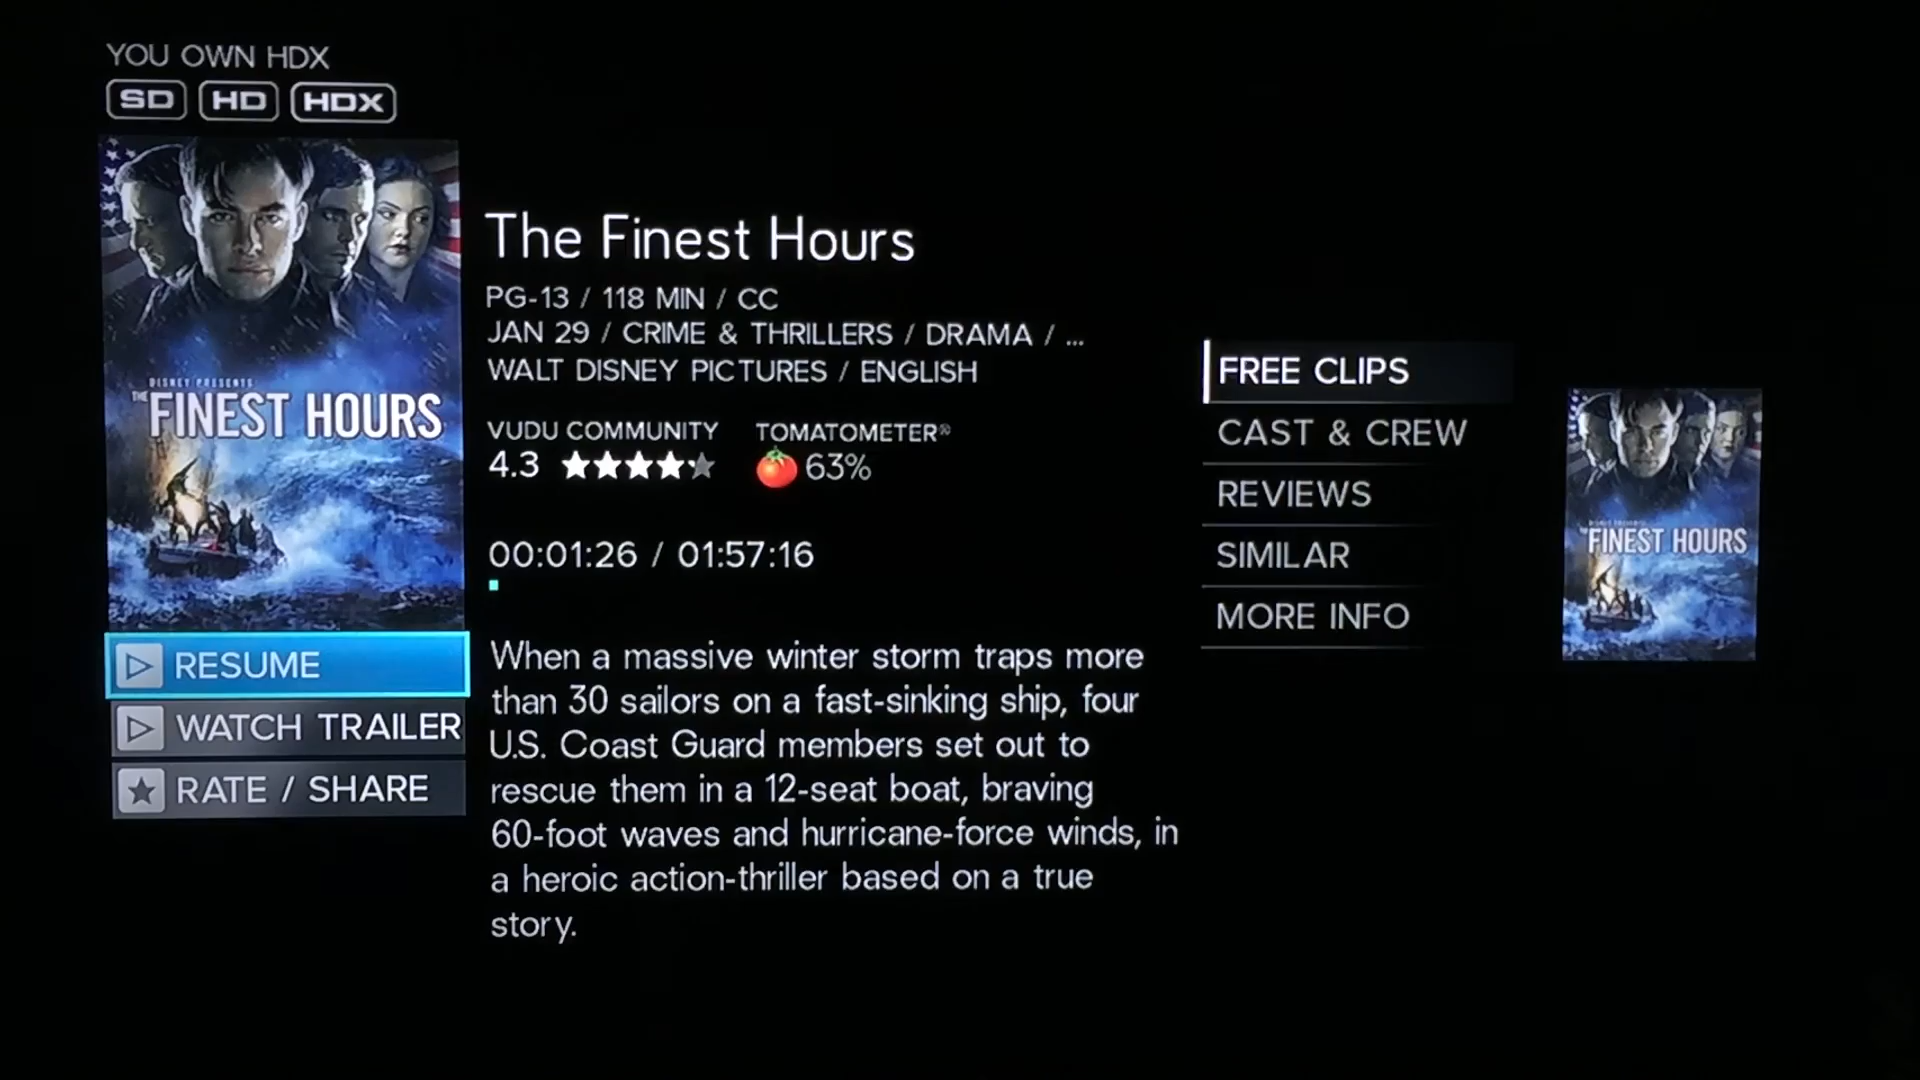 YOU OWN HDX
SD HD HDX
DISNEY PRESENTS
THE FINEST HOURS
RESUME
WATCH TRAILER
RATE / SHARE
The Finest Hours
PG-13 / 118 MIN / CC
JAN 29 / CRIME & THRILLERS / DRAMA / ...
WALT DISNEY PICTURES / ENGLISH
VUDU COMMUNITY TOMATOMETER®
4.3 63%
00:01:26 / 01:57:16
When a massive winter storm traps more
than 30 sailors on a fast-sinking ship, four
U.S. Coast Guard members set out to
rescue them in a 12-seat boat, braving
60-foot waves and hurricane-force winds, in
a heroic action-thriller based on a true
story.
FREE CLIPS
CAST & CREW
REVIEWS
SIMILAR
MORE INFO
DISNEY PRESENTS
THE FINEST HOURS